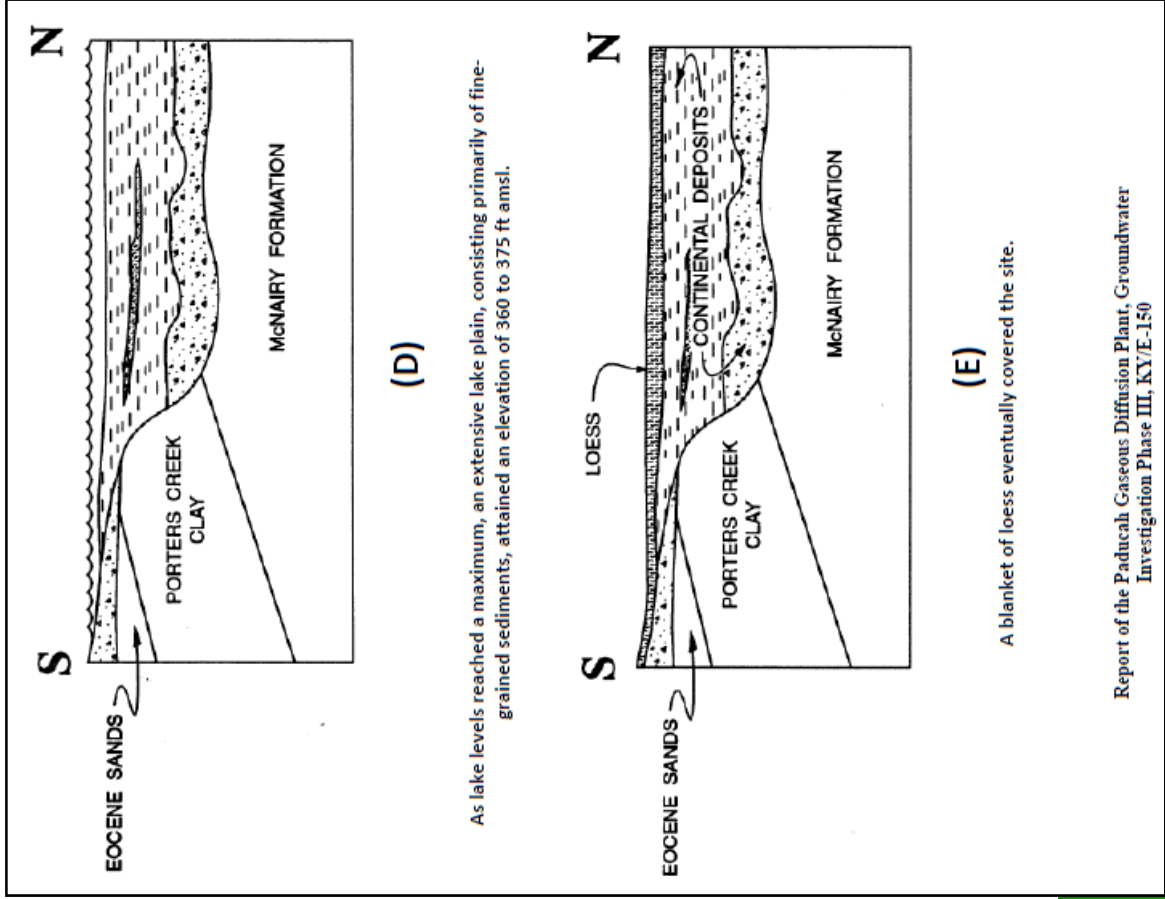 S
N
EOCENE SANDS
PORTERS CREEK
CLAY
McNAIRY FORMATION
(D)
As lake levels reached a maximum, an extensive lake plain, consisting primarily of fine-
grained sediments, attained an elevation of 360 to 375 ft amsl.
S
N
LOESS
EOCENE SANDS
CONTINENTAL DEPOSITS
PORTERS CREEK
CLAY
McNAIRY FORMATION
(E)
A blanket of loess eventually covered the site.
Report of the Paducah Gaseous Diffusion Plant, Groundwater
Investigation Phase III, KY/E-150